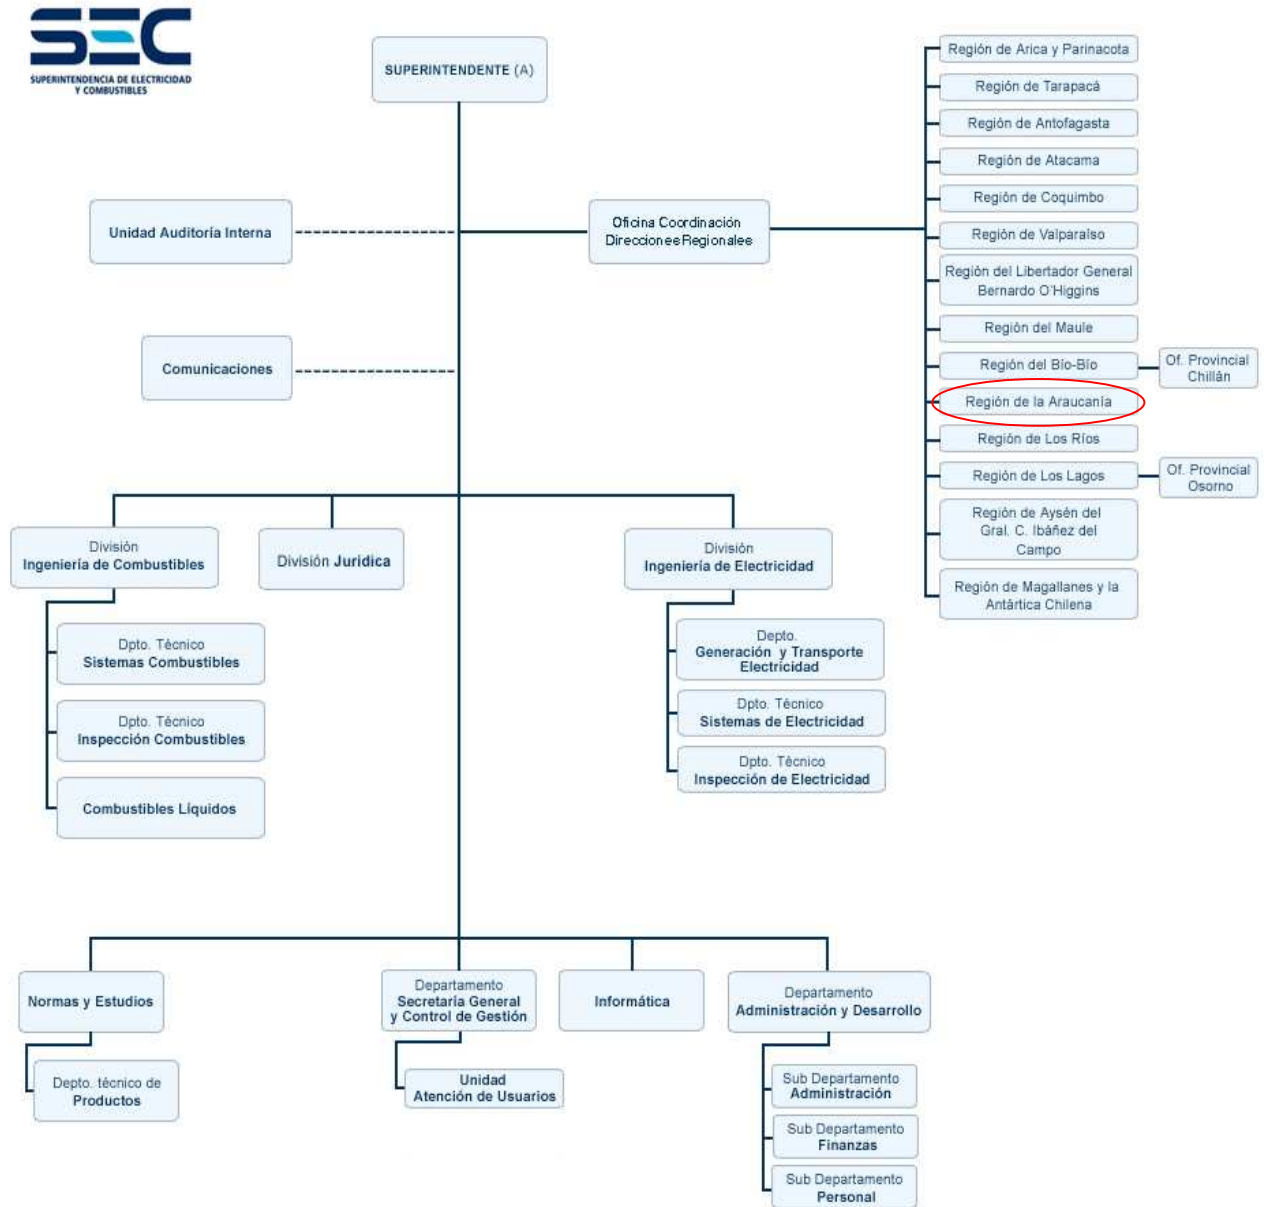 SEC
SUPERINTENDENCIA DE ELECTRICIDAD
Y COMBUSTIBLES
SUPERINTENDENTE (A)
Unidad Auditoría Interna
Comunicaciones
Oficina Coordinación
Direcciones Regionales
Región de Arica y Parinacota
Región de Tarapacá
Región de Antofagasta
Región de Atacama
Región de Coquimbo
Región de Valparaíso
Región del Libertador General
Bernardo O'Higgins
Región del Maule
Región del Bío-Bío
Of. Provincial
Chillán
Región de la Araucanía
Región de Los Ríos
Región de Los Lagos
Of. Provincial
Osorno
Región de Aysén del
Gral. C. Ibáñez del
Campo
Región de Magallanes y la
Antártica Chilena
División
Ingeniería de Combustibles
Dpto. Técnico
Sistemas Combustibles
Dpto. Técnico
Inspección Combustibles
Combustibles Líquidos
División Jurídica
División
Ingeniería de Electricidad
Depto.
Generación y Transporte
Electricidad
Dpto. Técnico
Sistemas de Electricidad
Dpto. Técnico
Inspección de Electricidad
Normas y Estudios
Depto. técnico de
Productos
Departamento
Secretaría General
y Control de Gestión
Unidad
Atención de Usuarios
Informática
Departamento
Administración y Desarrollo
Sub Departamento
Administración
Sub Departamento
Finanzas
Sub Departamento
Personal